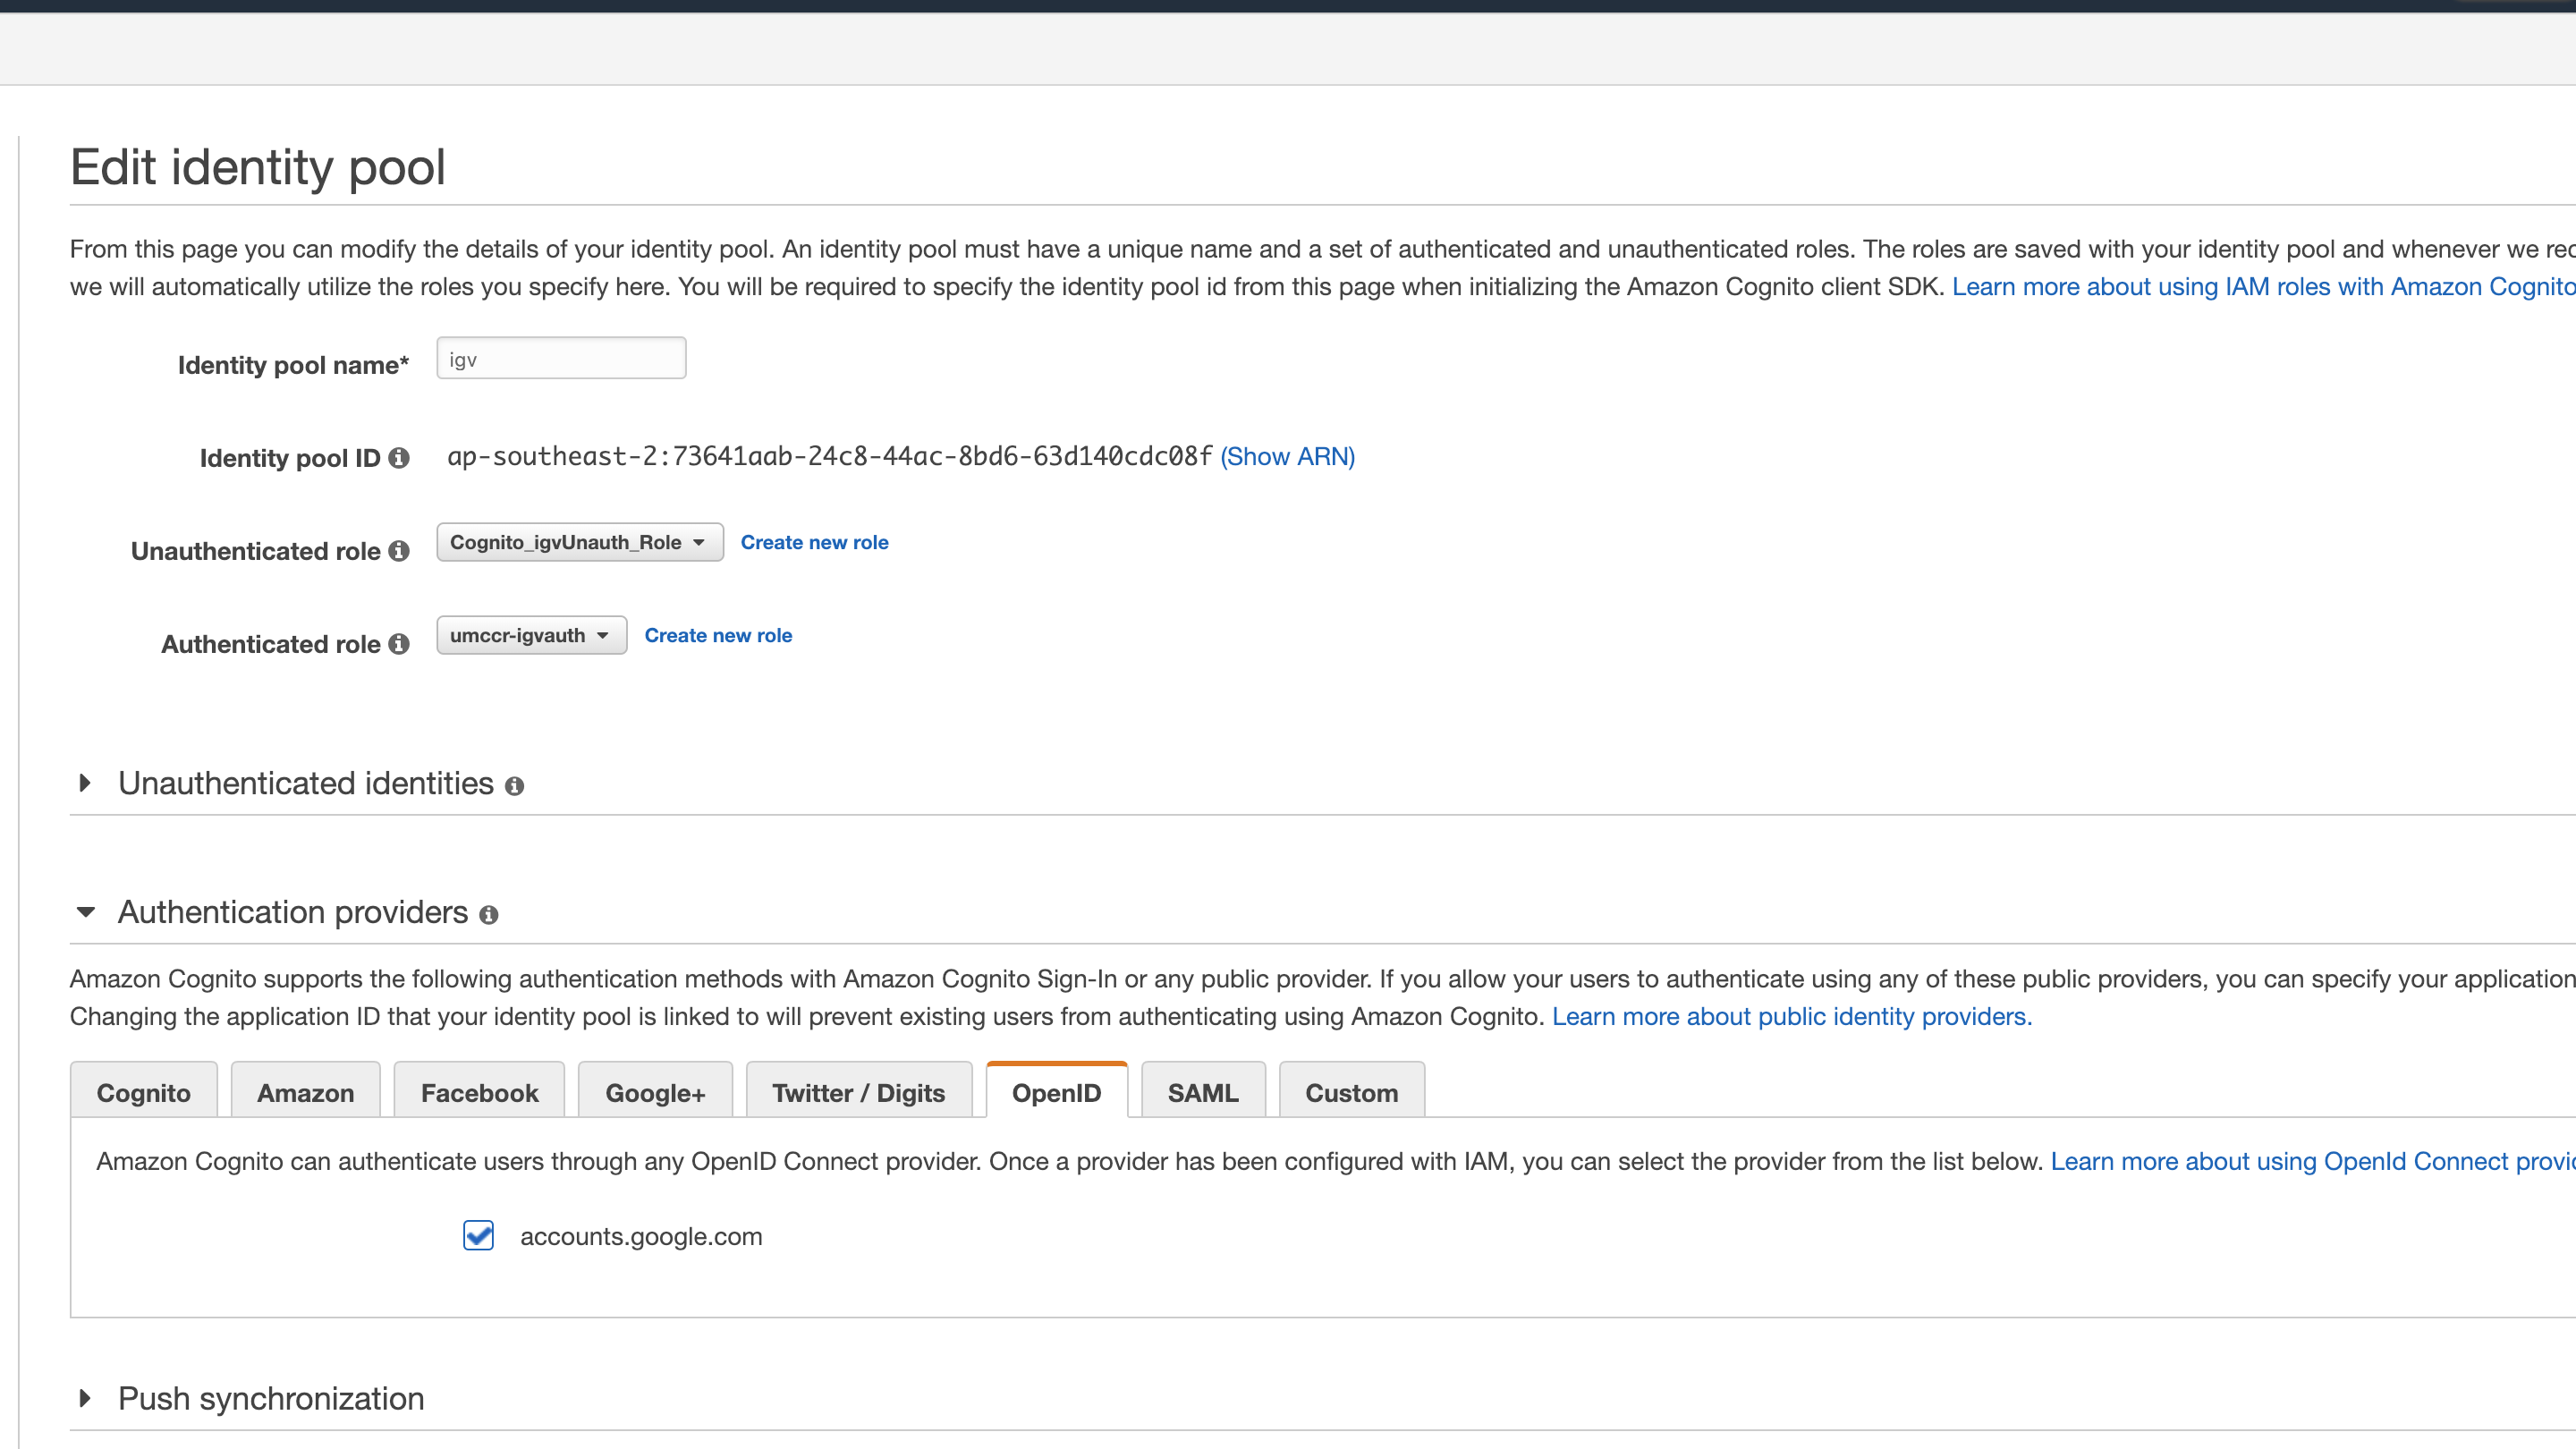 Edit identity pool
From this page you can modify the details of your identity pool. An identity pool must have a unique name and a set of authenticated and unauthenticated roles. The roles are saved with your identity pool and whenever we
we will automatically utilize the roles you specify here. You will be required to specify the identity pool id from this page when initializing the Amazon Cognito client SDK. Learn more about using IAM roles with Amazon Cognito
Identity pool name* igv
Identity pool ID ap-southeast-2:73641aab-24c8-44ac-8bd6-63d140cdc08f (Show ARN)
Unauthenticated role Cognito_igvUnauth_Role Create new role
Authenticated role umccr-igvauth Create new role
Unauthenticated identities
Authentication providers
Amazon Cognito supports the following authentication methods with Amazon Cognito Sign-In or any public provider. If you allow your users to authenticate using any of these public providers, you can specify your application
Changing the application ID that your identity pool is linked to will prevent existing users from authenticating using Amazon Cognito. Learn more about public identity providers.
Cognito Amazon Facebook Google+ Twitter / Digits OpenID SAML Custom
Amazon Cognito can authenticate users through any OpenID Connect provider. Once a provider has been configured with IAM, you can select the provider from the list below. Learn more about using OpenId Connect
accounts.google.com
Push synchronization